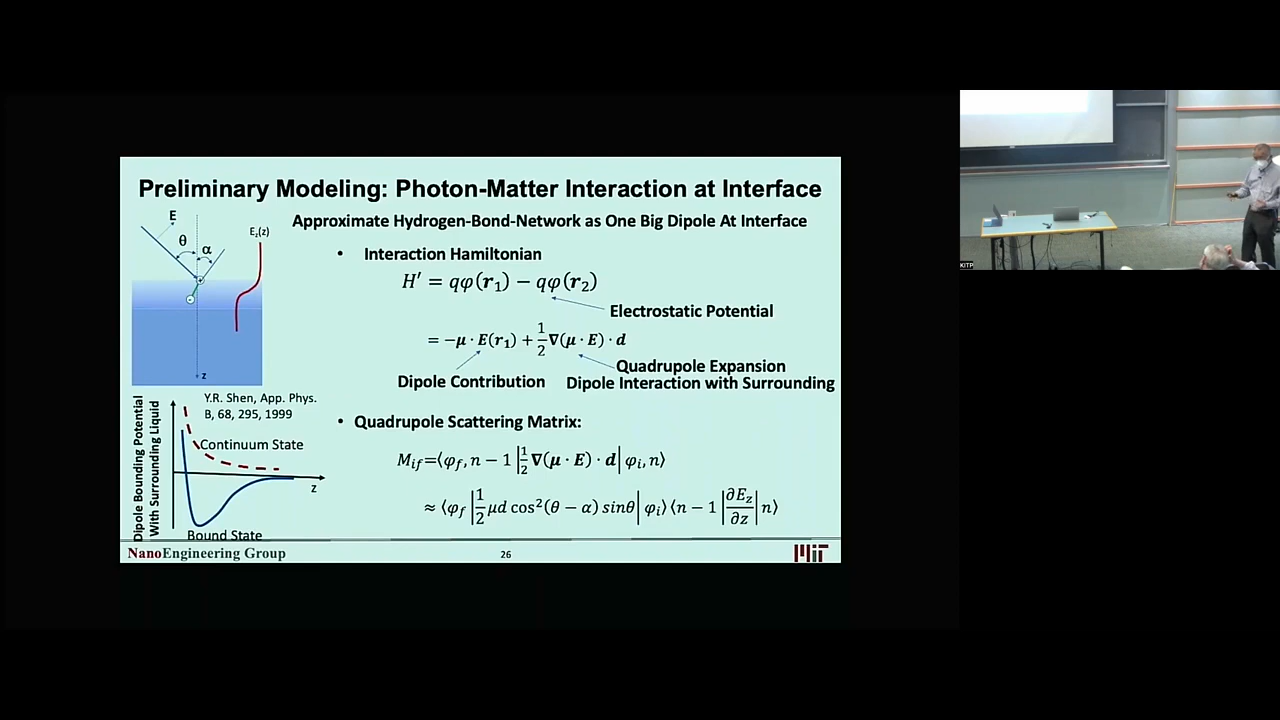 Preliminary Modeling: Photon-Matter Interaction at Interface
Approximate Hydrogen-Bond-Network as One Big Dipole At Interface
E
θ
α
E_z(z)
z
• Interaction Hamiltonian
H′ = qφ(r₁) − qφ(r₂)
Electrostatic Potential
= −μ · E(r₁) + 1/2 ∇(μ · E) · d
Quadrupole Expansion
Dipole Contribution
Dipole Interaction with Surrounding
Y.R. Shen, App. Phys.
B, 68, 295, 1999
Dipole Bounding Potential
With Surrounding Liquid
Continuum State
z
Bound State
• Quadrupole Scattering Matrix:
M_if=⟨φ_f, n − 1 |1/2 ∇(μ · E) · d| φ_i, n⟩
≈ ⟨φ_f |1/2 μd cos²(θ − α) sinθ| φ_i⟩ ⟨n − 1 |∂E_z/∂z| n⟩
NanoEngineering Group
26
MIT
KITP